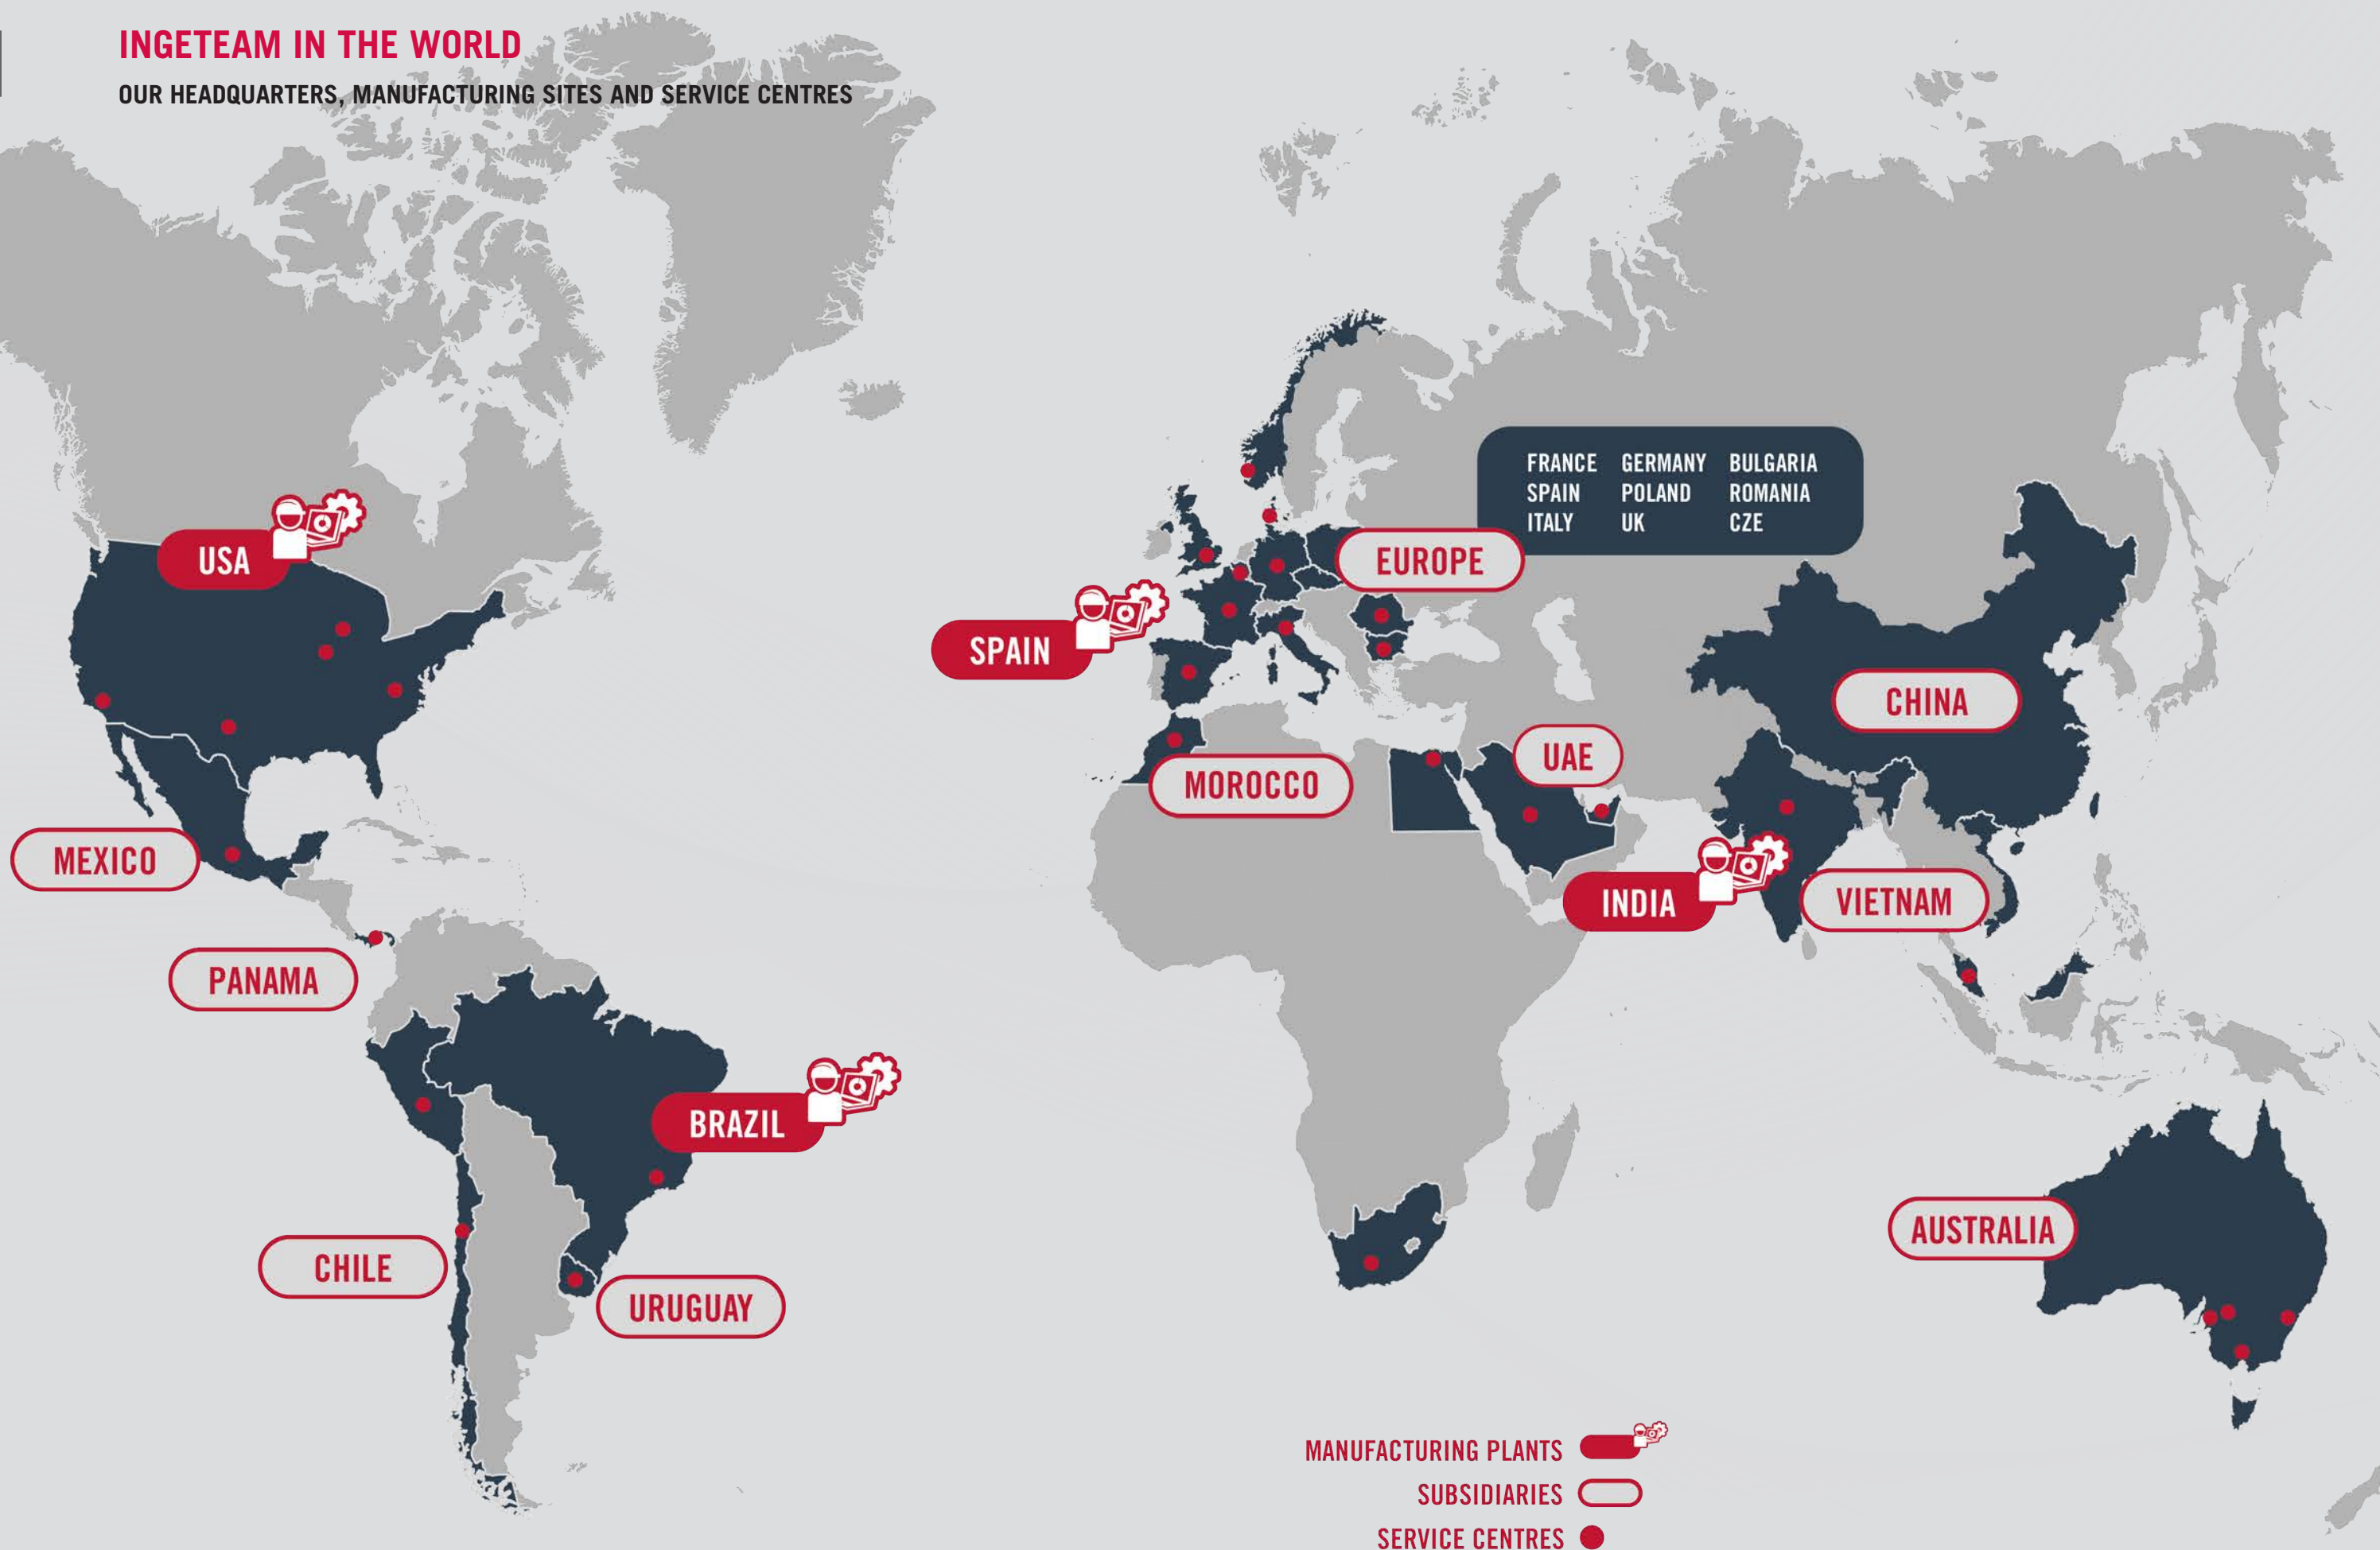 INGETEAM IN THE WORLD
OUR HEADQUARTERS, MANUFACTURING SITES AND SERVICE CENTRES
FRANCE GERMANY BULGARIA
SPAIN POLAND ROMANIA
ITALY UK CZE
USA
EUROPE
SPAIN
CHINA
UAE
MOROCCO
MEXICO
INDIA
VIETNAM
PANAMA
BRAZIL
AUSTRALIA
CHILE
URUGUAY
MANUFACTURING PLANTS
SUBSIDIARIES
SERVICE CENTRES